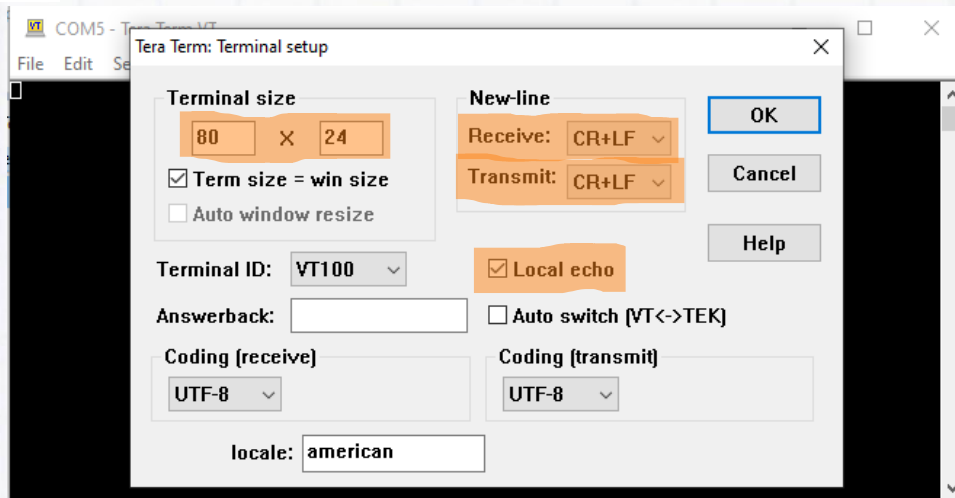 VT COM5 - Tera Term VT
File Edit Se
Tera Term: Terminal setup
Terminal size
80 X 24
Term size = win size
Auto window resize
New-line
Receive: CR+LF
Transmit: CR+LF
OK
Cancel
Help
Terminal ID: VT100
Local echo
Answerback:
Auto switch (VT<->TEK)
Coding (receive)
UTF-8
Coding (transmit)
UTF-8
locale: american